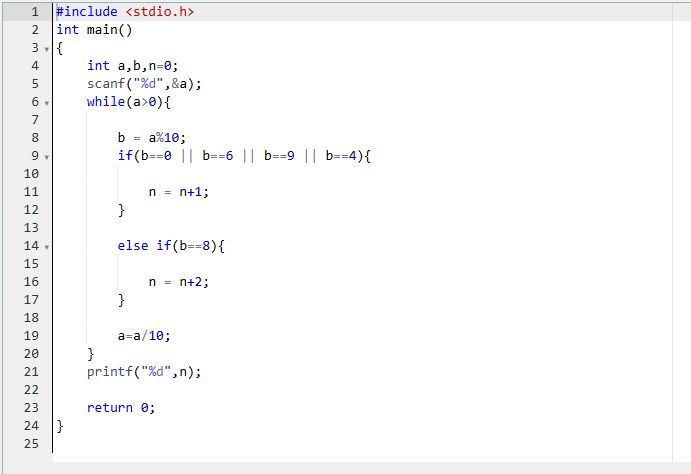 1 #include <stdio.h>
2 int main()
3 {
4     int a,b,n=0;
5     scanf("%d",&a);
6     while(a>0){
7
8         b = a%10;
9         if(b==0 || b==6 || b==9 || b==4){
10
11             n = n+1;
12         }
13
14         else if(b==8){
15
16             n = n+2;
17         }
18
19         a=a/10;
20     }
21     printf("%d",n);
22
23     return 0;
24 }
25